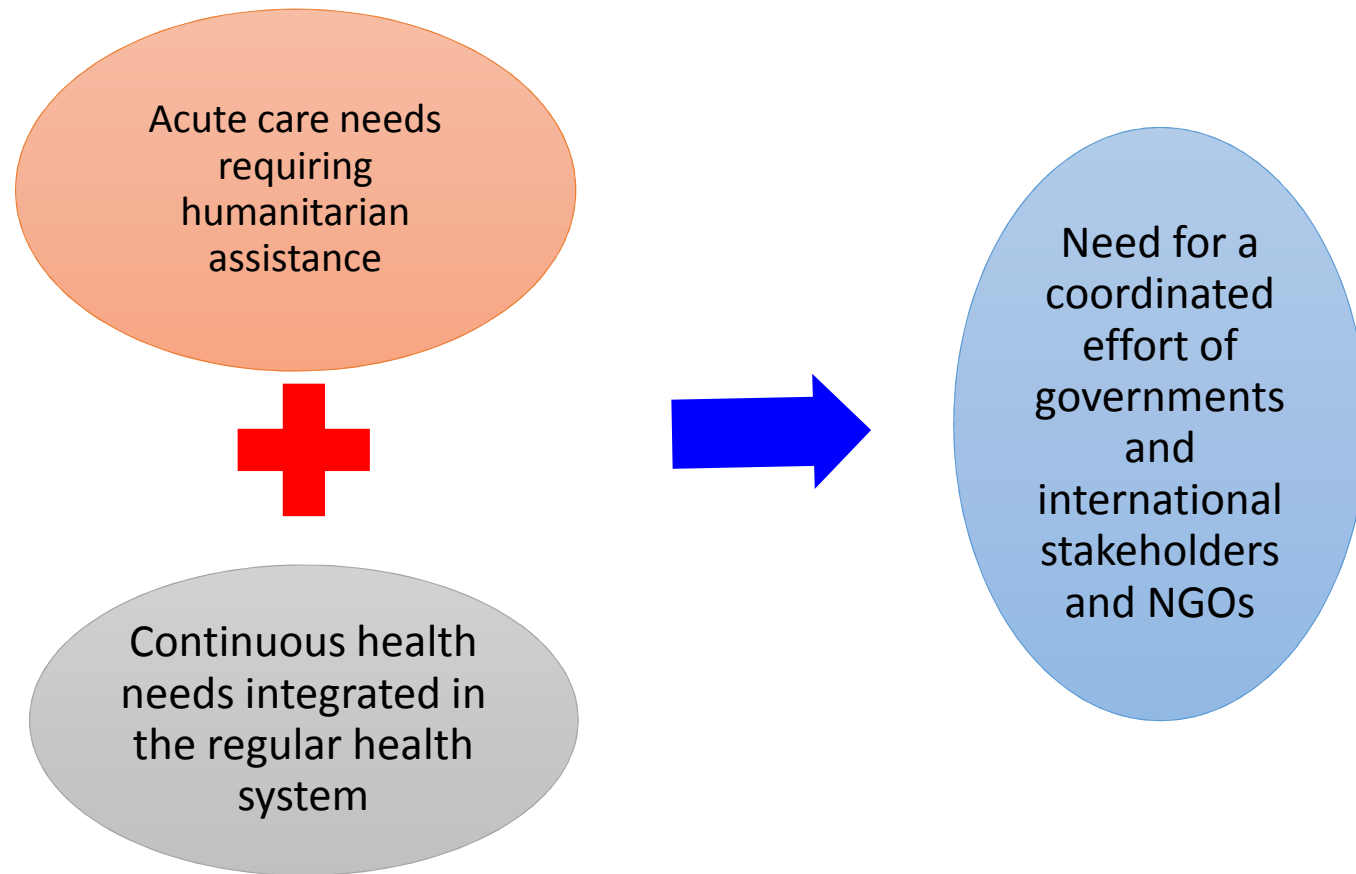 Acute care needs
requiring
humanitarian
assistance
Continuous health
needs integrated in
the regular health
system
Need for a
coordinated
effort of
governments
and
international
stakeholders
and NGOs